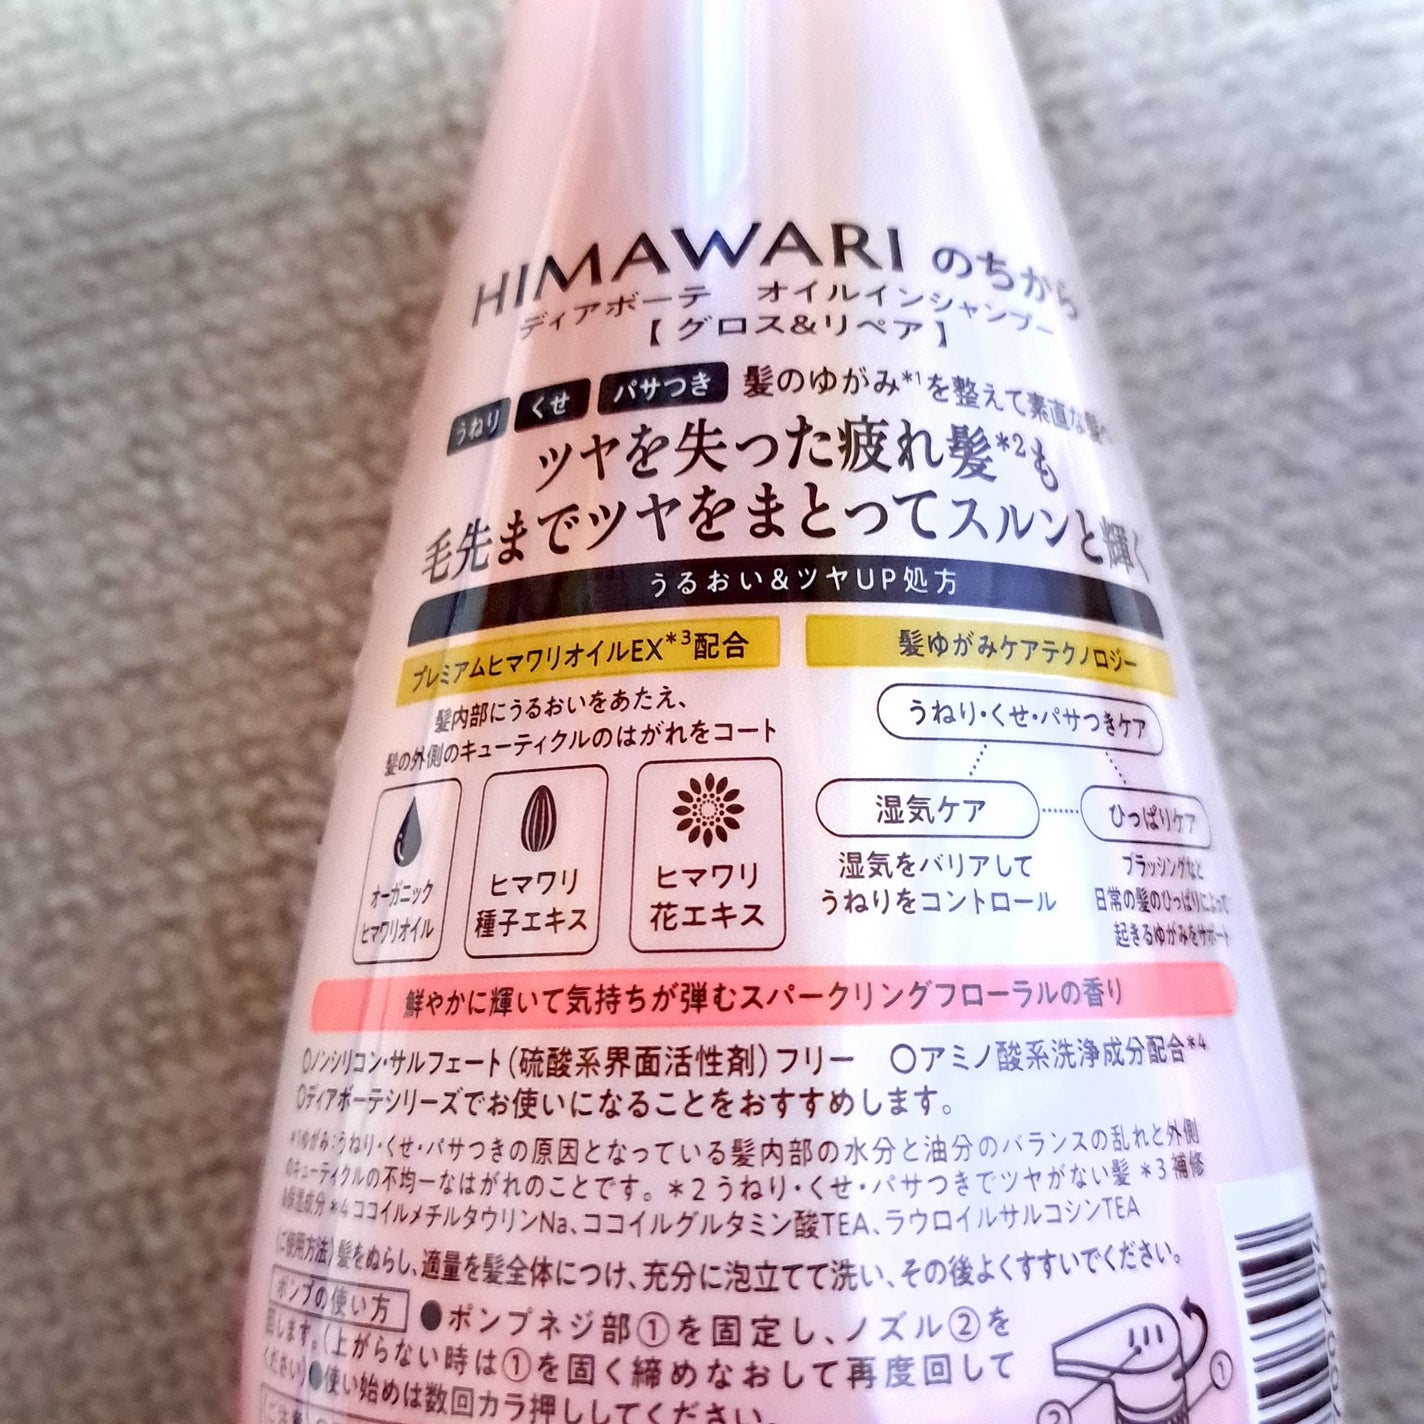 HIMAWARI のちから
ディアボーテ オイルインシャンプー
【 グロス&リペア 】
うねり くせ パサつき 髪のゆがみ*1を整えて素直な髪へ
ツヤを失った疲れ髪*2も
毛先までツヤをまとってスルンと輝く
うるおい&ツヤUP処方
プレミアムヒマワリオイルEX*3配合
髪内部にうるおいをあたえ、
髪の外側のキューティクルのはがれをコート
オーガニック
ヒマワリオイル
ヒマワリ
種子エキス
ヒマワリ
花エキス
髪ゆがみケアテクノロジー
うねり・くせ・パサつきケア
湿気ケア
湿気をバリアして
うねりをコントロール
ひっぱりケア
ブラッシングなど
日常の髪のひっぱりによって
起きるゆがみをサポート
鮮やかに輝いて気持ちが弾むスパークリングフローラルの香り
〇ノンシリコン・サルフェート(硫酸系界面活性剤)フリー 〇アミノ酸系洗浄成分配合*4
〇ディアボーテシリーズでお使いになることをおすすめします。
*1ゆがみ:うねり・くせ・パサつきの原因となっている髪内部の水分と油分のバランスの乱れと外側
のキューティクルの不均一なはがれのことです。*2 うねり・くせ・パサつきでツヤがない髪 *3 補修
&保湿成分 *4 ココイルメチルタウリンNa、ココイルグルタミン酸TEA、ラウロイルサルコシンTEA
(ご使用方法) 髪をぬらし、適量を髪全体につけ、充分に泡立てて洗い、その後よくすすいでください。
ポンプの使い方 ●ポンプネジ部①を固定し、ノズル②を
回します。(上がらない時は①を固く締めなおして再度回して
ください)●使い始めは数回カラ押ししてください。
①
②